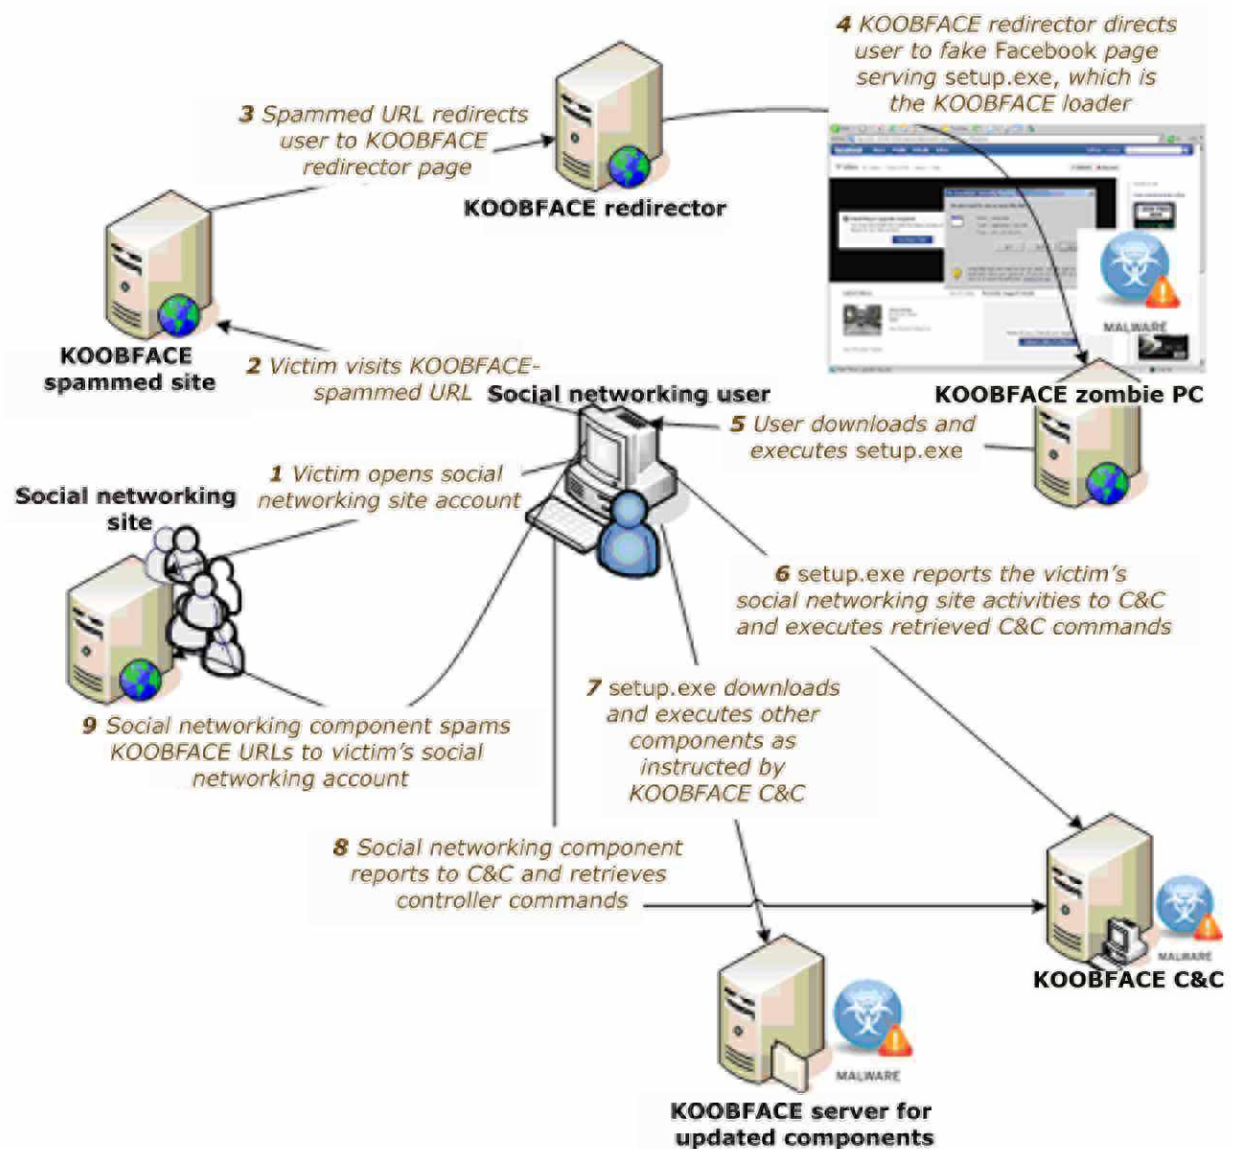 4 KOOBFACE redirector directs
user to fake Facebook page
serving setup.exe, which is
the KOOBFACE loader
3 Spammed URL redirects
user to KOOBFACE
redirector page
KOOBFACE redirector
MALWARE
KOOBFACE
spammed site
2 Victim visits KOOBFACE-
spammed URL
Social networking user
KOOBFACE zombie PC
5 User downloads and
executes setup.exe
1 Victim opens social
networking site account
Social networking
site
6 setup.exe reports the victim's
social networking site activities to C&C
and executes retrieved C&C commands
7 setup.exe downloads
and executes other
components as
instructed by
KOOBFACE C&C
9 Social networking component spams
KOOBFACE URLs to victim's social
networking account
8 Social networking component
reports to C&C and retrieves
controller commands
MALWARE
KOOBFACE C&C
MALWARE
KOOBFACE server for
updated components